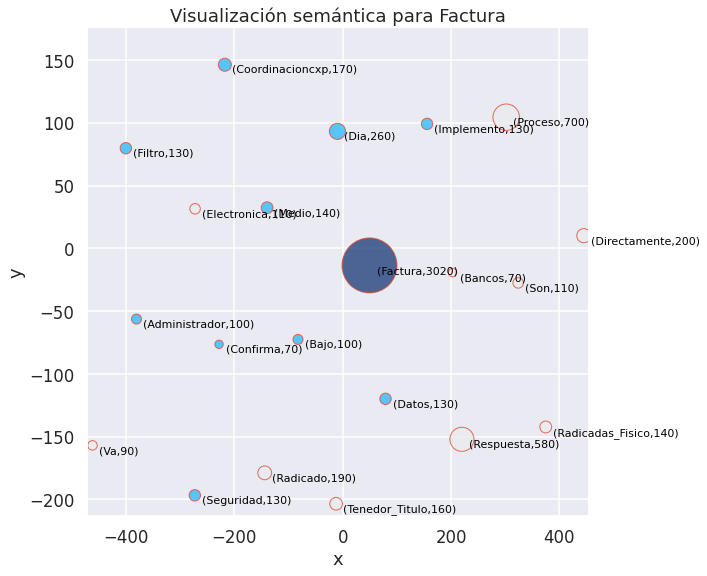 Visualización semántica para Factura
150
100
50
0
−50
−100
−150
−200
y
(Coordinacioncxp,170)
(Proceso,700)
(Dia,260)
(Implemento,130)
(Filtro,130)
(Electronica,110)
(Medio,140)
(Directamente,200)
(Factura,3020)
(Bancos,70)
(Son,110)
(Administrador,100)
(Confirma,70)
(Bajo,100)
(Datos,130)
(Radicadas_Fisico,140)
(Respuesta,580)
(Va,90)
(Radicado,190)
(Seguridad,130)
(Tenedor_Titulo,160)
−400
−200
0
200
400
x